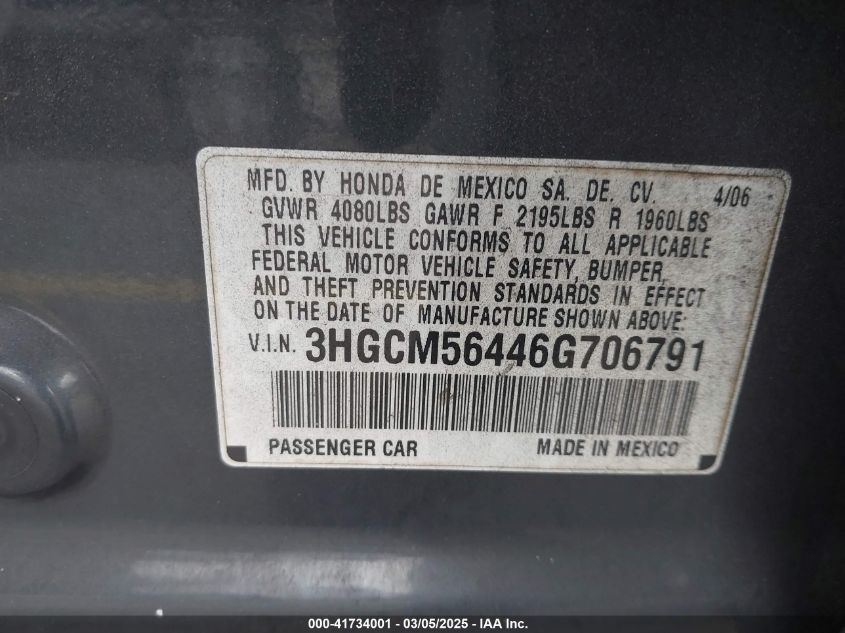 MFD. BY HONDA DE MEXICO SA. DE. CV. 4/06
GVWR 4080LBS GAWR F 2195LBS R 1960LBS
THIS VEHICLE CONFORMS TO ALL APPLICABLE
FEDERAL MOTOR VEHICLE SAFETY, BUMPER,
AND THEFT PREVENTION STANDARDS IN EFFECT
ON THE DATE OF MANUFACTURE SHOWN ABOVE:
V.I.N. 3HGCM56446G706791
PASSENGER CAR MADE IN MEXICO
000-41734001 - 03/05/2025 - IAA Inc.